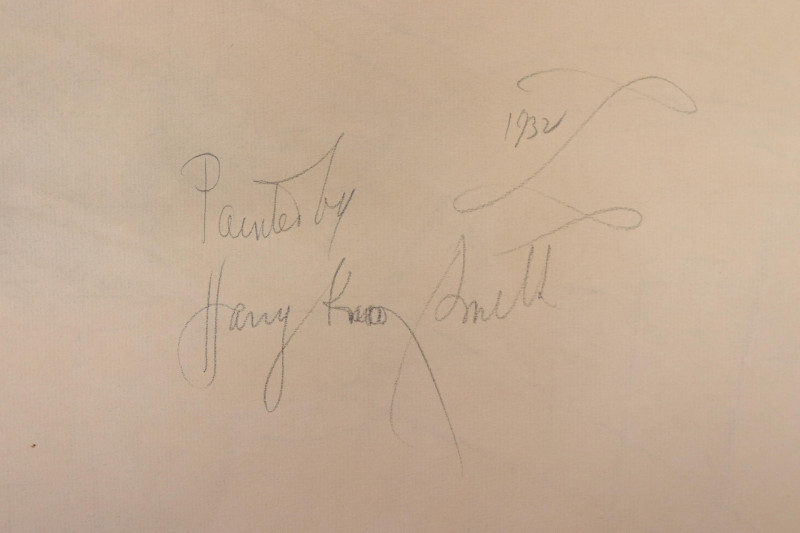 1932
Painted by
Harry Knox Smith